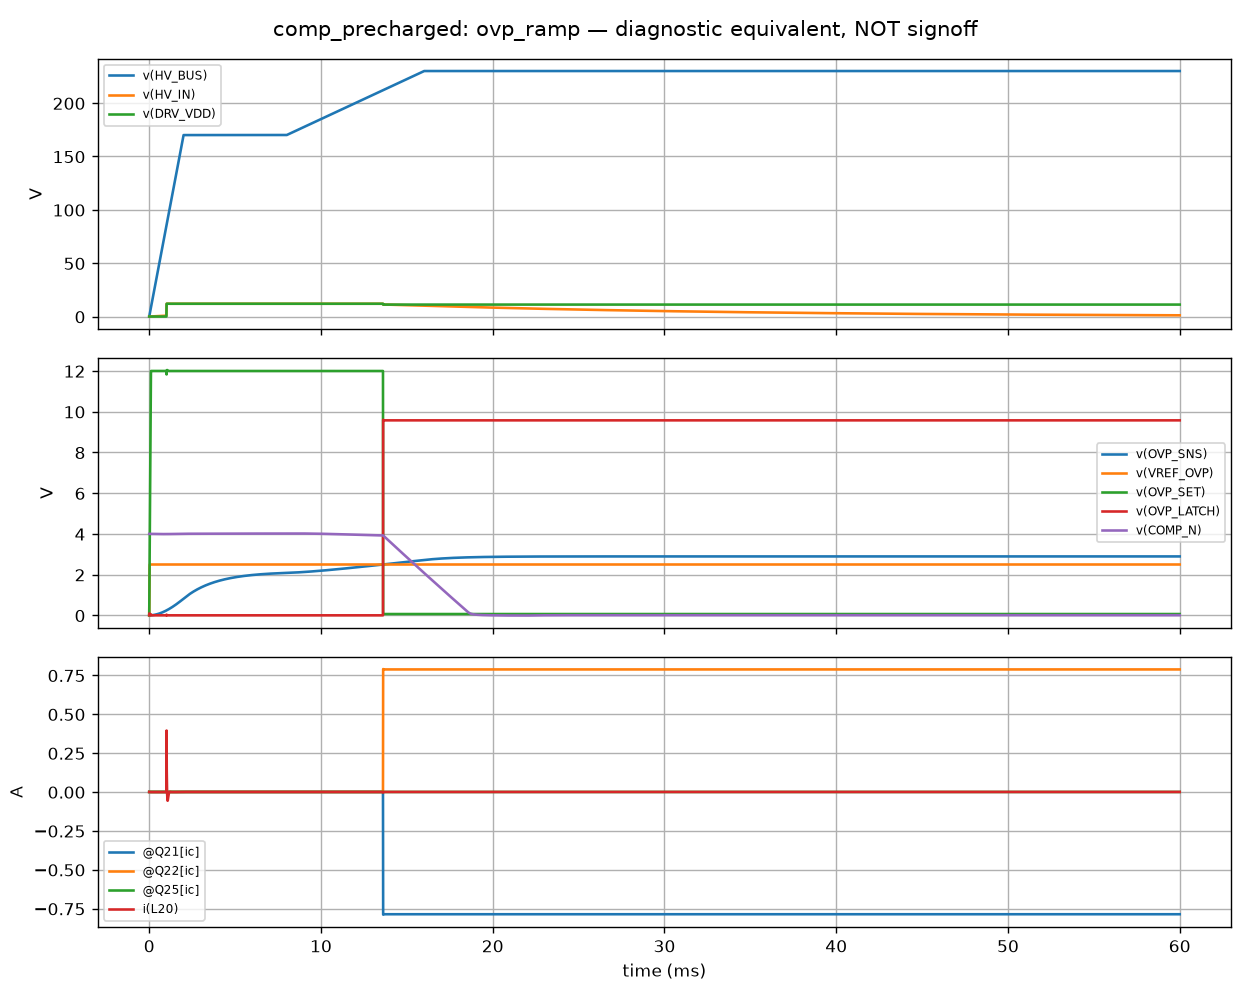 comp_precharged: ovp_ramp — diagnostic equivalent, NOT signoff
v(HV_BUS)
v(HV_IN)
v(DRV_VDD)
200
150
100
50
0
V
12
10
8
6
4
2
0
V
v(OVP_SNS)
v(VREF_OVP)
v(OVP_SET)
v(OVP_LATCH)
v(COMP_N)
0.75
0.50
0.25
0.00
−0.25
−0.50
−0.75
A
@Q21[ic]
@Q22[ic]
@Q25[ic]
i(L20)
0 10 20 30 40 50 60
time (ms)